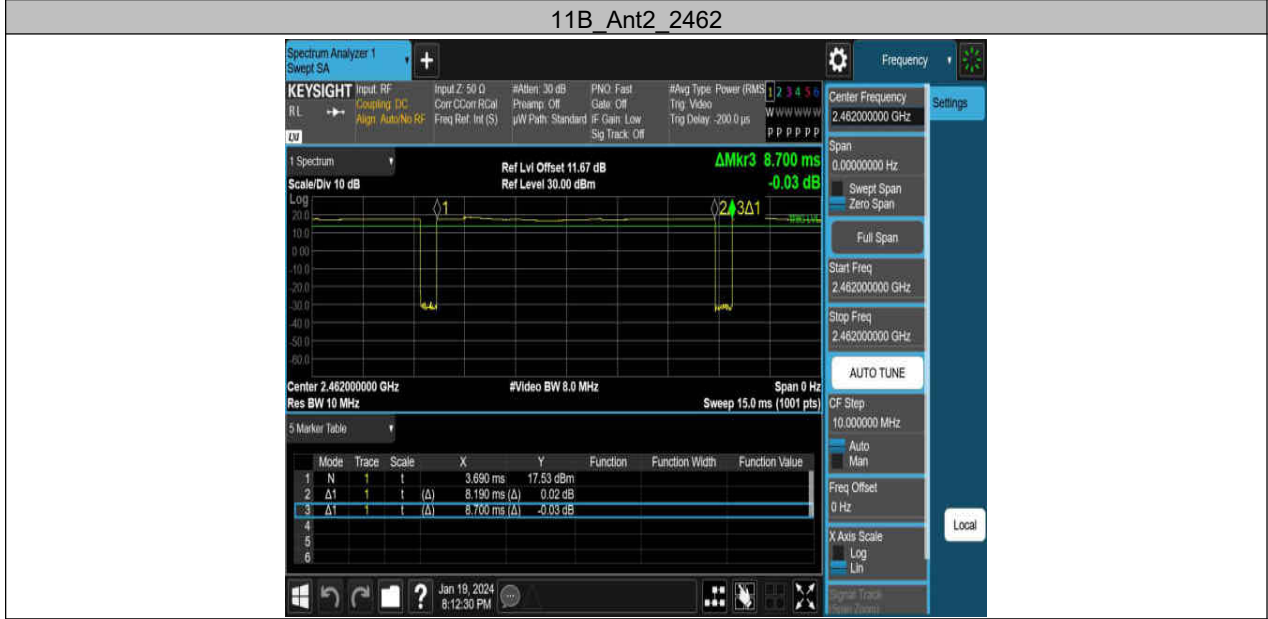 11B_Ant2_2462
Spectrum Analyzer 1
Swept SA
+
Frequency
KEYSIGHT
RL
LXI
Input: RF
Coupling: DC
Align: Auto/No RF
Input Z: 50 Ω
Corr CCorr RCal
Freq Ref: Int (S)
#Atten: 30 dB
Preamp: Off
µW Path: Standard
PNO: Fast
Gate: Off
IF Gain: Low
Sig Track: Off
#Avg Type: Power (RMS
Trig: Video
Trig Delay: -200.0 µs
1 2 3 4 5 6
W W W W W W
P P P P P P
1 Spectrum
Scale/Div 10 dB
Ref Lvl Offset 11.67 dB
Ref Level 30.00 dBm
ΔMkr3 8.700 ms
-0.03 dB
Log
20.0
10.0
0.00
-10.0
-20.0
-30.0
-40.0
-50.0
-60.0
1
2
3Δ1
TRIG LVL
Center 2.462000000 GHz
#Video BW 8.0 MHz
Span 0 Hz
Res BW 10 MHz
Sweep 15.0 ms (1001 pts)
5 Marker Table
Mode Trace Scale X Y Function Function Width Function Value
1 N 1 t 3.690 ms 17.53 dBm
2 Δ1 1 t (Δ) 8.190 ms (Δ) 0.02 dB
3 Δ1 1 t (Δ) 8.700 ms (Δ) -0.03 dB
4
5
6
?
Jan 18, 2024
8:12:30 PM
Center Frequency
2.462000000 GHz
Settings
Span
0.00000000 Hz
Swept Span
Zero Span
Full Span
Start Freq
2.462000000 GHz
Stop Freq
2.462000000 GHz
AUTO TUNE
CF Step
10.000000 MHz
Auto
Man
Freq Offset
0 Hz
X Axis Scale
Log
Lin
Signal Track
(Span Zoom)
Local